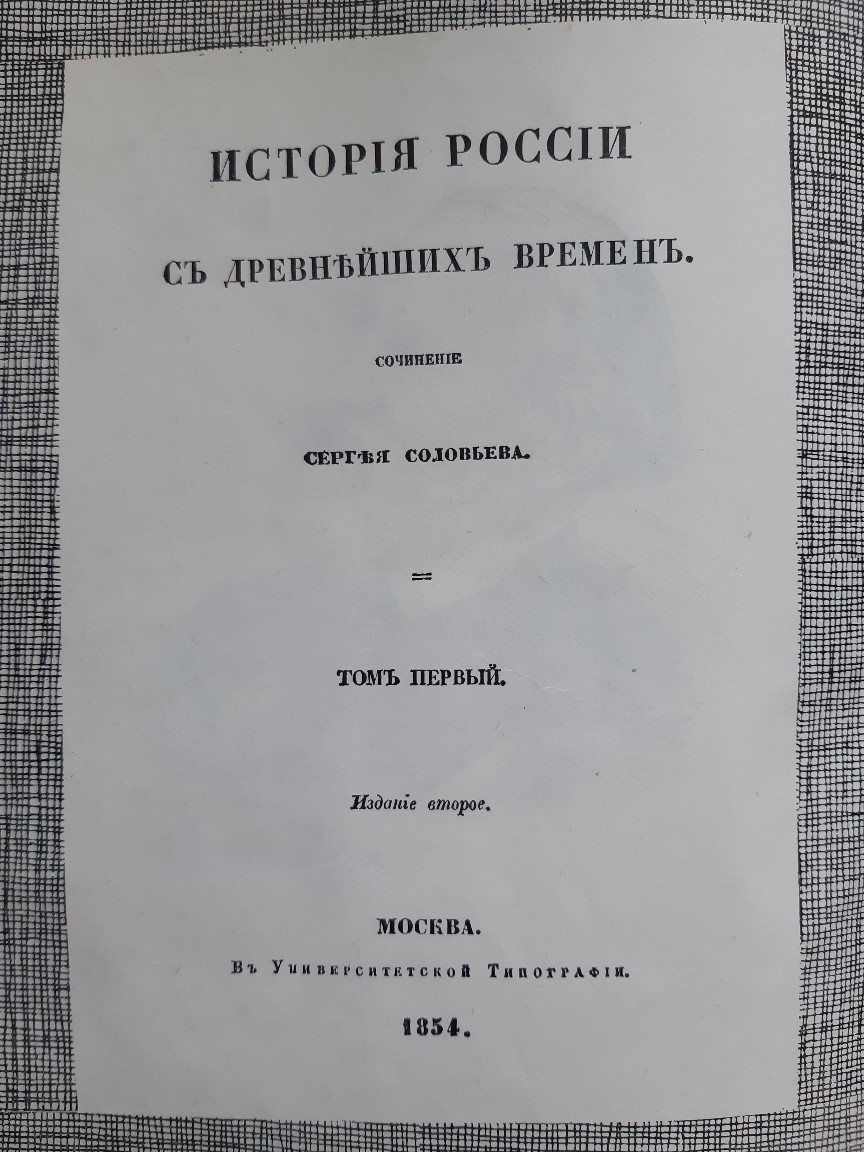 ИСТОРІЯ РОССІИ
СЪ ДРЕВНѢЙШИХЪ ВРЕМЕНЪ.
СОЧИНЕНІЕ
СЕРГѢЯ СОЛОВЬЕВА.
=
ТОМЪ ПЕРВЫЙ.
Изданіе второе.
МОСКВА.
Въ Университетской Типографіи.
1854.